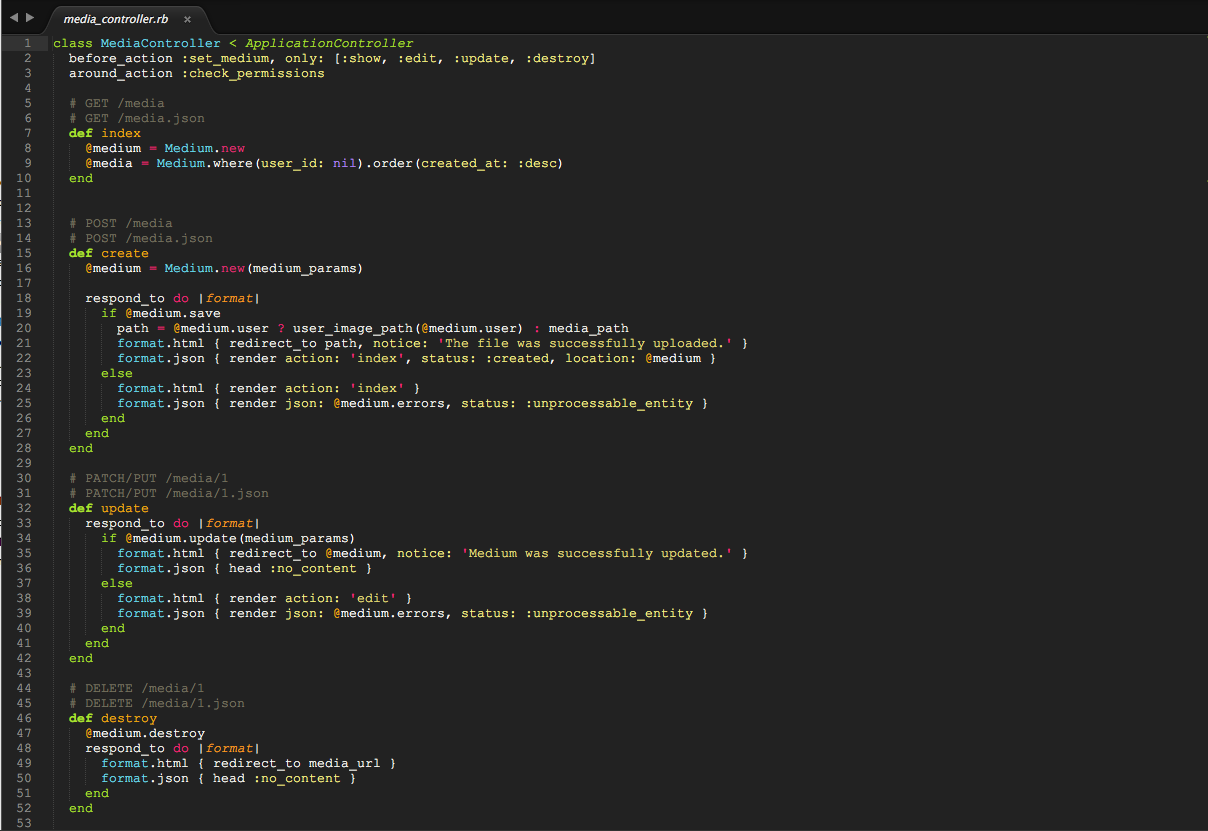 media_controller.rb ×
1 class MediaController < ApplicationController
2   before_action :set_medium, only: [:show, :edit, :update, :destroy]
3   around_action :check_permissions
4
5   # GET /media
6   # GET /media.json
7   def index
8     @medium = Medium.new
9     @media = Medium.where(user_id: nil).order(created_at: :desc)
10   end
11
12
13   # POST /media
14   # POST /media.json
15   def create
16     @medium = Medium.new(medium_params)
17
18     respond_to do |format|
19       if @medium.save
20         path = @medium.user ? user_image_path(@medium.user) : media_path
21         format.html { redirect_to path, notice: 'The file was successfully uploaded.' }
22         format.json { render action: 'index', status: :created, location: @medium }
23       else
24         format.html { render action: 'index' }
25         format.json { render json: @medium.errors, status: :unprocessable_entity }
26       end
27     end
28   end
29
30   # PATCH/PUT /media/1
31   # PATCH/PUT /media/1.json
32   def update
33     respond_to do |format|
34       if @medium.update(medium_params)
35         format.html { redirect_to @medium, notice: 'Medium was successfully updated.' }
36         format.json { head :no_content }
37       else
38         format.html { render action: 'edit' }
39         format.json { render json: @medium.errors, status: :unprocessable_entity }
40       end
41     end
42   end
43
44   # DELETE /media/1
45   # DELETE /media/1.json
46   def destroy
47     @medium.destroy
48     respond_to do |format|
49       format.html { redirect_to media_url }
50       format.json { head :no_content }
51     end
52   end
53